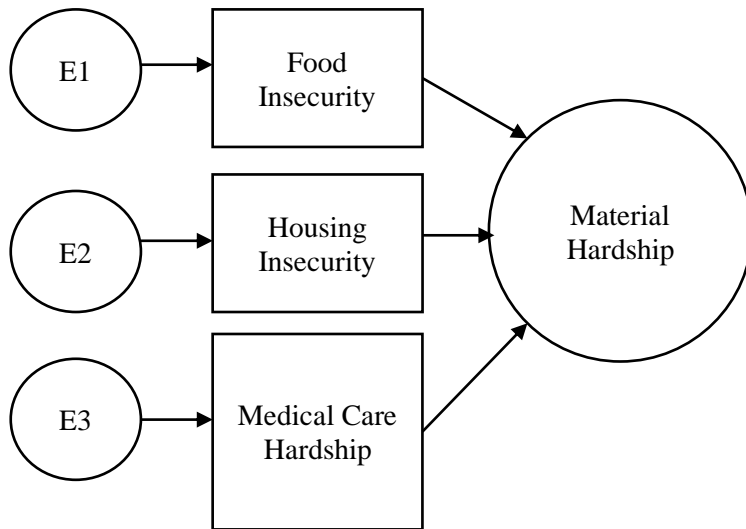 E1
Food
Insecurity
E2
Housing
Insecurity
E3
Medical Care
Hardship
Material
Hardship